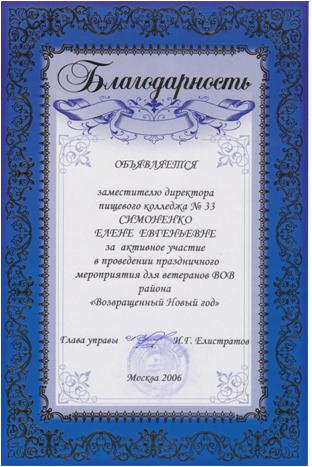 Благодарность
ОБЪЯВЛЯЕТСЯ
заместителю директора
пищевого колледжа № 33
СИМОНЕНКО
ЕЛЕНЕ ЕВГЕНЬЕВНЕ
за активное участие
в проведении праздничного
мероприятия для ветеранов ВОВ
района
«Возвращенный Новый год»
Глава управы И.Г. Елистратов
Москва 2006